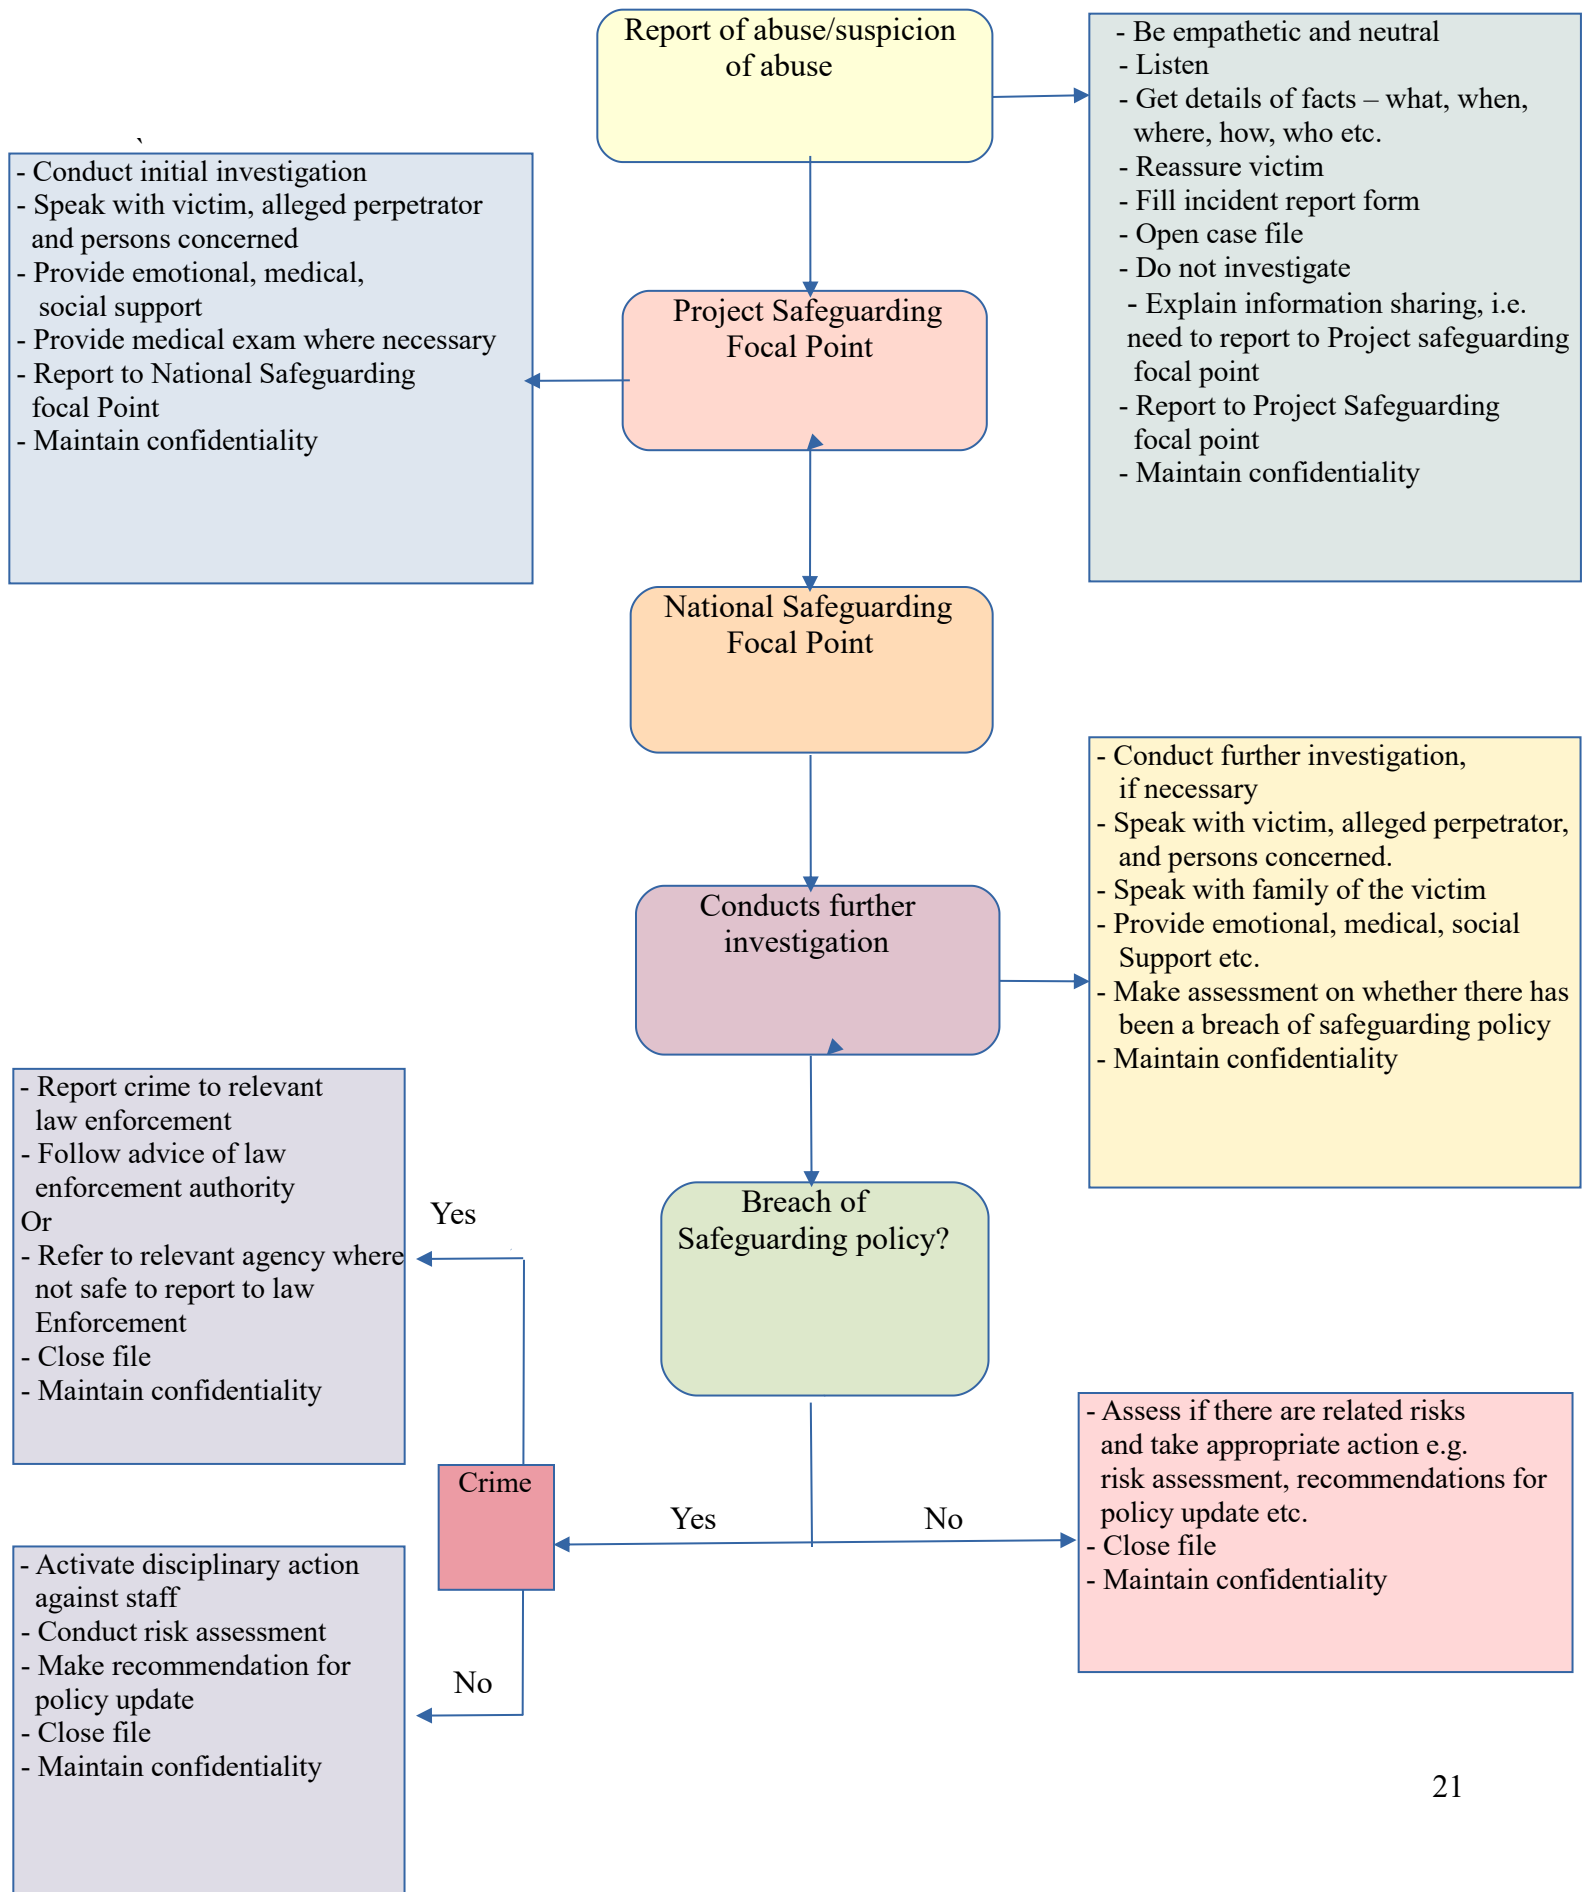 Report of abuse/suspicion
of abuse
- Be empathetic and neutral
- Listen
- Get details of facts – what, when,
where, how, who etc.
- Reassure victim
- Fill incident report form
- Open case file
- Do not investigate
- Explain information sharing, i.e.
need to report to Project safeguarding
focal point
- Report to Project Safeguarding
focal point
- Maintain confidentiality
`
- Conduct initial investigation
- Speak with victim, alleged perpetrator
and persons concerned
- Provide emotional, medical,
social support
- Provide medical exam where necessary
- Report to National Safeguarding
focal Point
- Maintain confidentiality
Project Safeguarding
Focal Point
National Safeguarding
Focal Point
Conducts further
investigation
- Conduct further investigation,
if necessary
- Speak with victim, alleged perpetrator,
and persons concerned.
- Speak with family of the victim
- Provide emotional, medical, social
Support etc.
- Make assessment on whether there has
been a breach of safeguarding policy
- Maintain confidentiality
Breach of
Safeguarding policy?
- Report crime to relevant
law enforcement
- Follow advice of law
enforcement authority
Or
- Refer to relevant agency where
not safe to report to law
Enforcement
- Close file
- Maintain confidentiality
Yes
Crime
Yes
No
- Assess if there are related risks
and take appropriate action e.g.
risk assessment, recommendations for
policy update etc.
- Close file
- Maintain confidentiality
- Activate disciplinary action
against staff
- Conduct risk assessment
- Make recommendation for
policy update
- Close file
- Maintain confidentiality
No
21